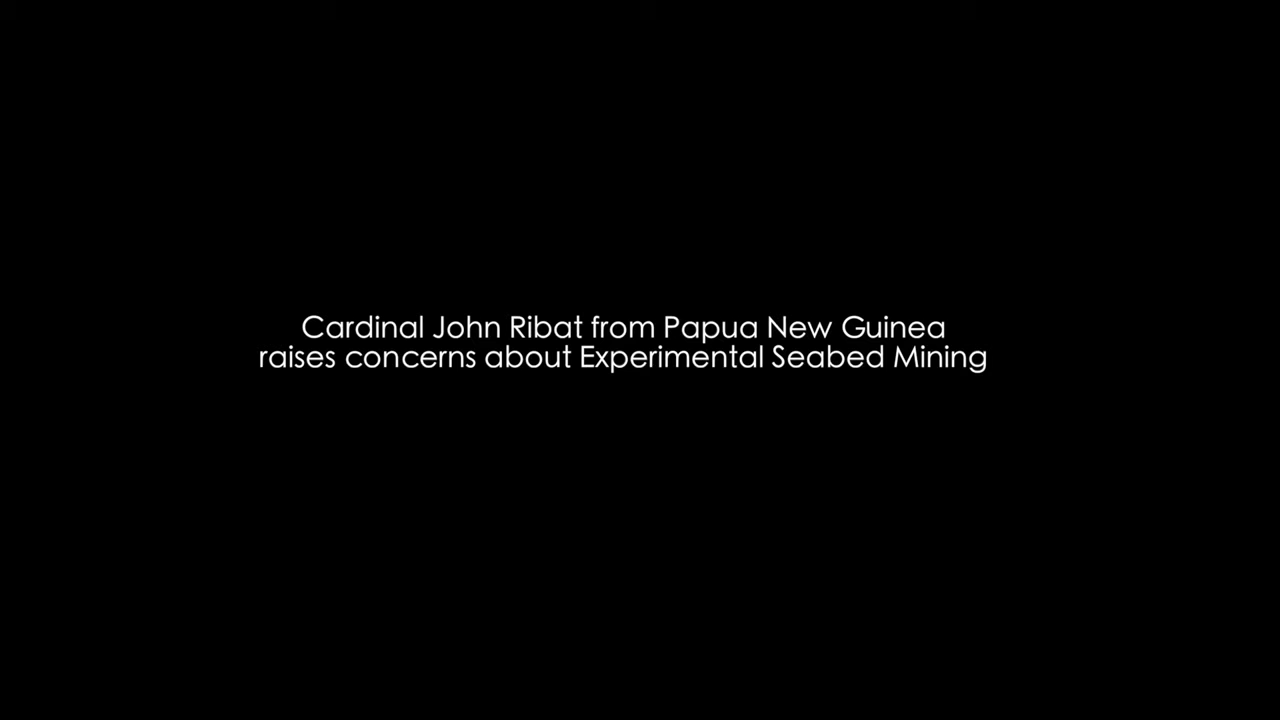 Cardinal John Ribat from Papua New Guinea
raises concerns about Experimental Seabed Mining